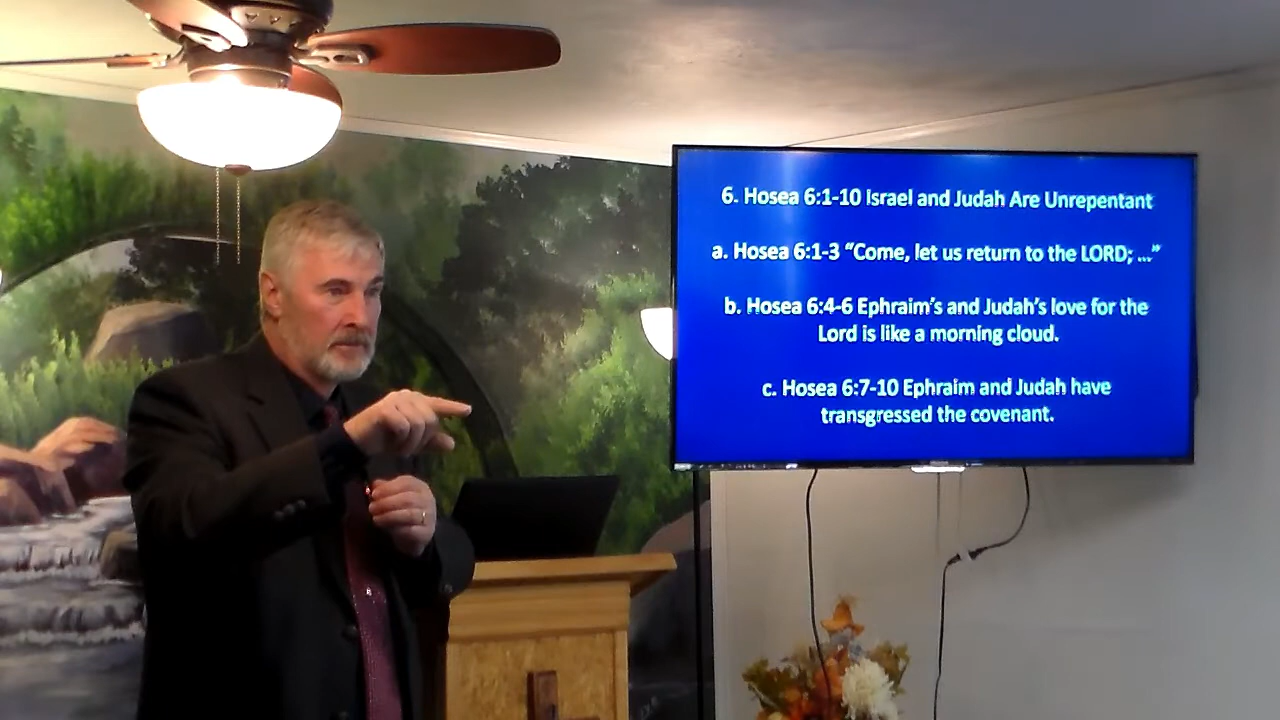 6. Hosea 6:1-10 Israel and Judah Are Unrepentant
a. Hosea 6:1-3 “Come, let us return to the LORD; ...”
b. Hosea 6:4-6 Ephraim’s and Judah’s love for the
Lord is like a morning cloud.
c. Hosea 6:7-10 Ephraim and Judah have
transgressed the covenant.